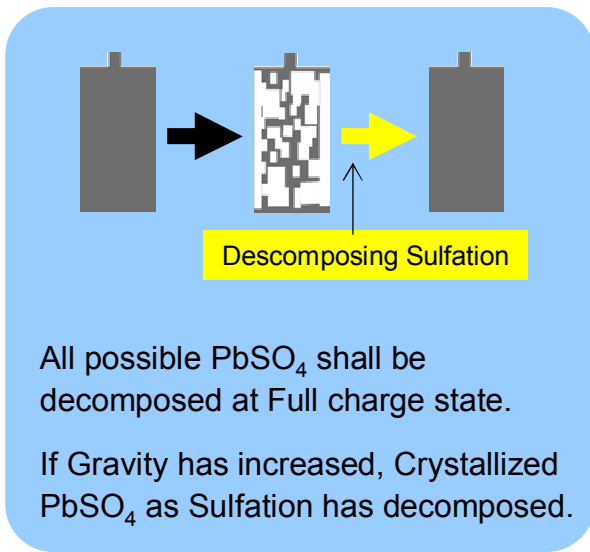 Descomposing Sulfation
All possible PbSO₄ shall be
decomposed at Full charge state.
If Gravity has increased, Crystallized
PbSO₄ as Sulfation has decomposed.